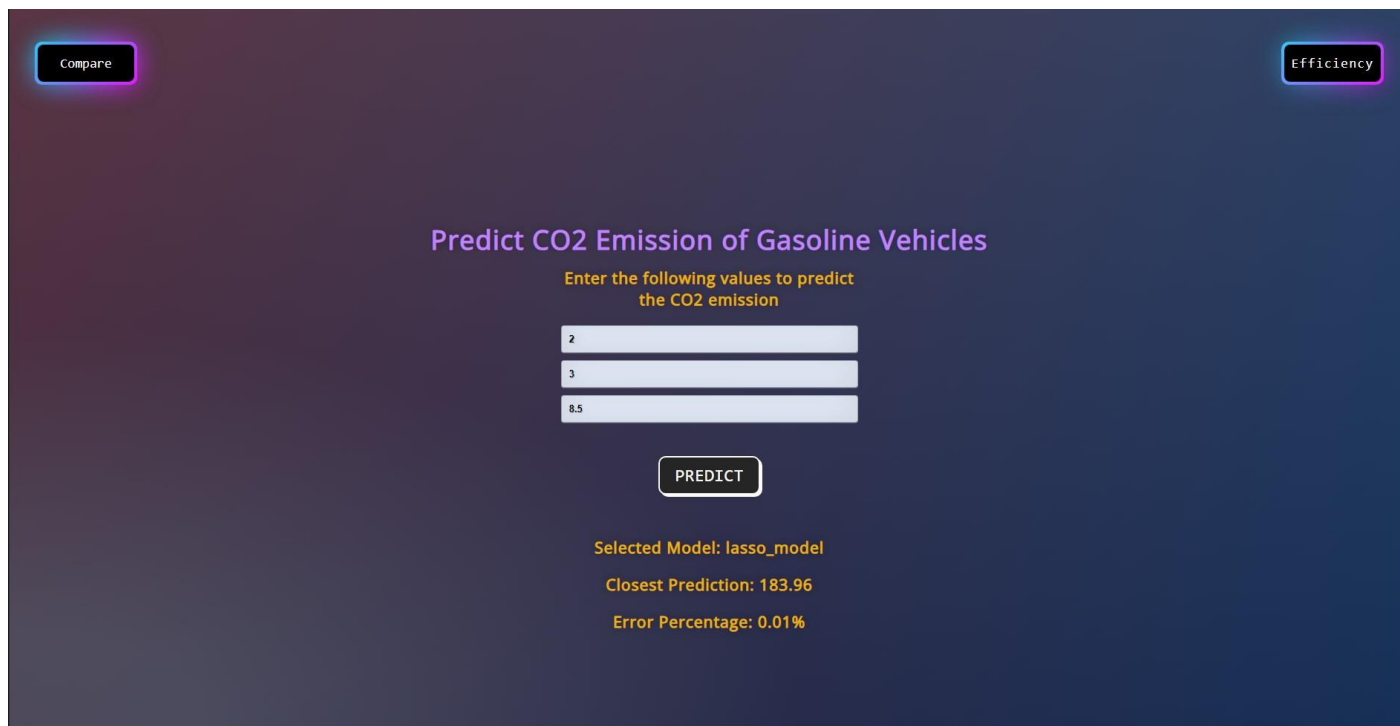 Compare
Efficiency
Predict CO2 Emission of Gasoline Vehicles
Enter the following values to predict
the CO2 emission
2
3
8.5
PREDICT
Selected Model: lasso_model
Closest Prediction: 183.96
Error Percentage: 0.01%